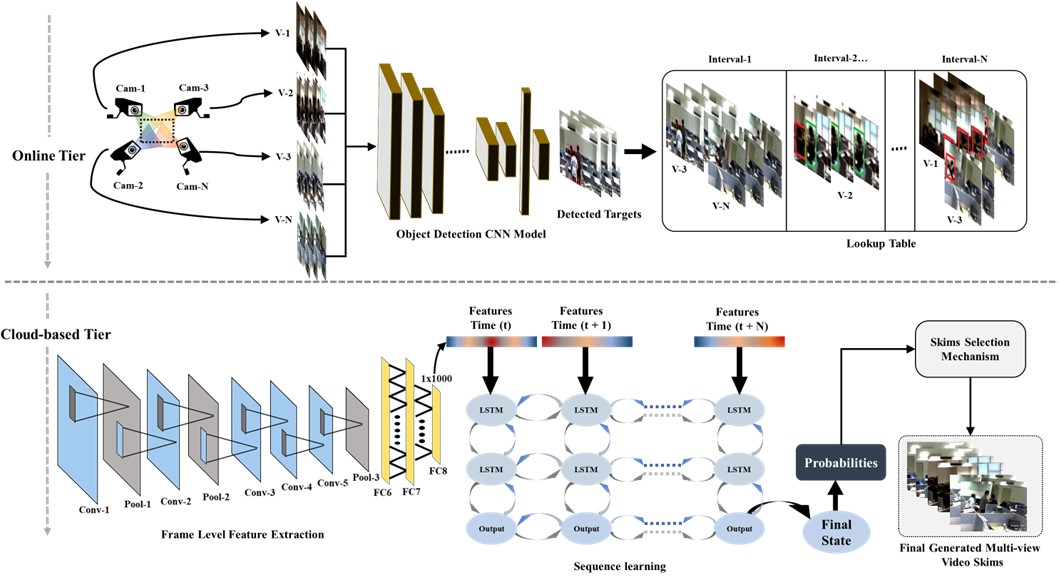 Online Tier
Cam-1
Cam-3
Cam-2
Cam-N
V-1
V-2
V-3
V-N
Object Detection CNN Model
Detected Targets
Interval-1
Interval-2...
Interval-N
V-3
V-N
V-2
V-1
V-3
Lookup Table
Cloud-based Tier
Conv-1
Pool-1
Conv-2
Pool-2
Conv-3
Conv-4
Conv-5
Pool-3
FC6
FC7
FC8
1x1000
Frame Level Feature Extraction
Features
Time (t)
Features
Time (t + 1)
Features
Time (t + N)
LSTM
LSTM
LSTM
LSTM
LSTM
LSTM
Output
Output
Output
Sequence learning
Final
State
Probabilities
Skims Selection
Mechanism
Final Generated Multi-view
Video Skims